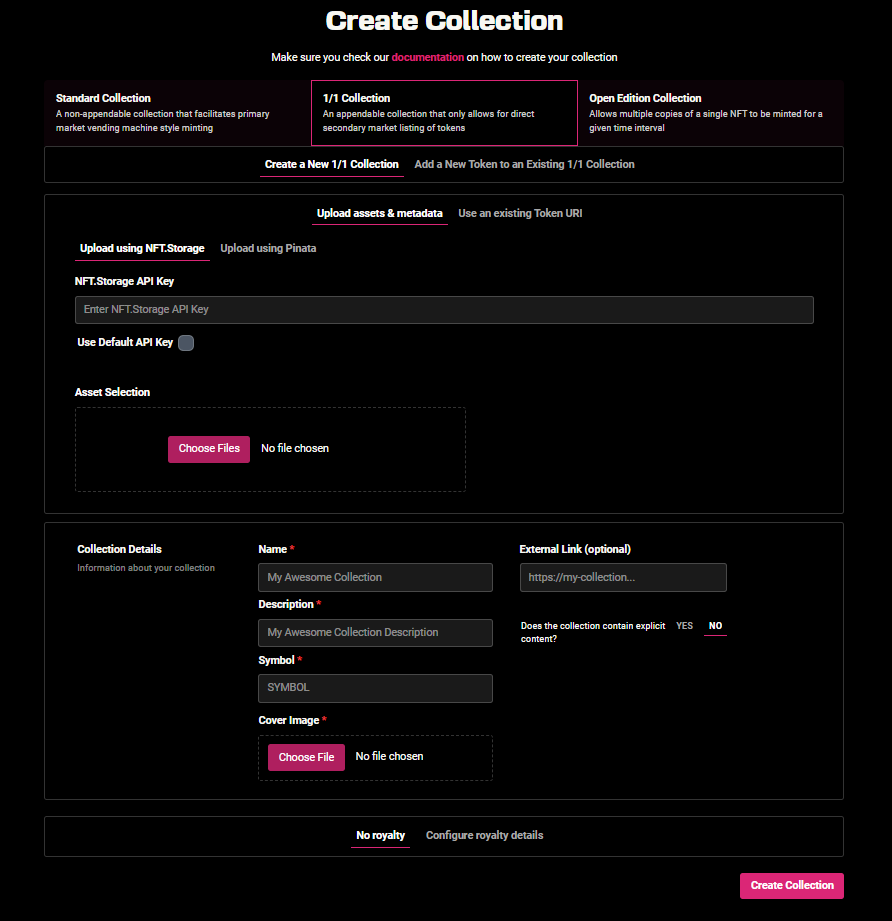 Create Collection
Make sure you check our documentation on how to create your collection
Standard Collection
A non-appendable collection that facilitates primary
market vending machine style minting
1/1 Collection
An appendable collection that only allows for direct
secondary market listing of tokens
Open Edition Collection
Allows multiple copies of a single NFT to be minted for a
given time interval
Create a New 1/1 Collection
Add a New Token to an Existing 1/1 Collection
Upload assets & metadata
Use an existing Token URI
Upload using NFT.Storage
Upload using Pinata
NFT.Storage API Key
Enter NFT.Storage API Key
Use Default API Key
Asset Selection
Choose Files
No file chosen
Collection Details
Information about your collection
Name *
My Awesome Collection
Description *
My Awesome Collection Description
Symbol *
SYMBOL
Cover Image *
Choose File
No file chosen
External Link (optional)
https://my-collection...
Does the collection contain explicit
content?
YES
NO
No royalty
Configure royalty details
Create Collection